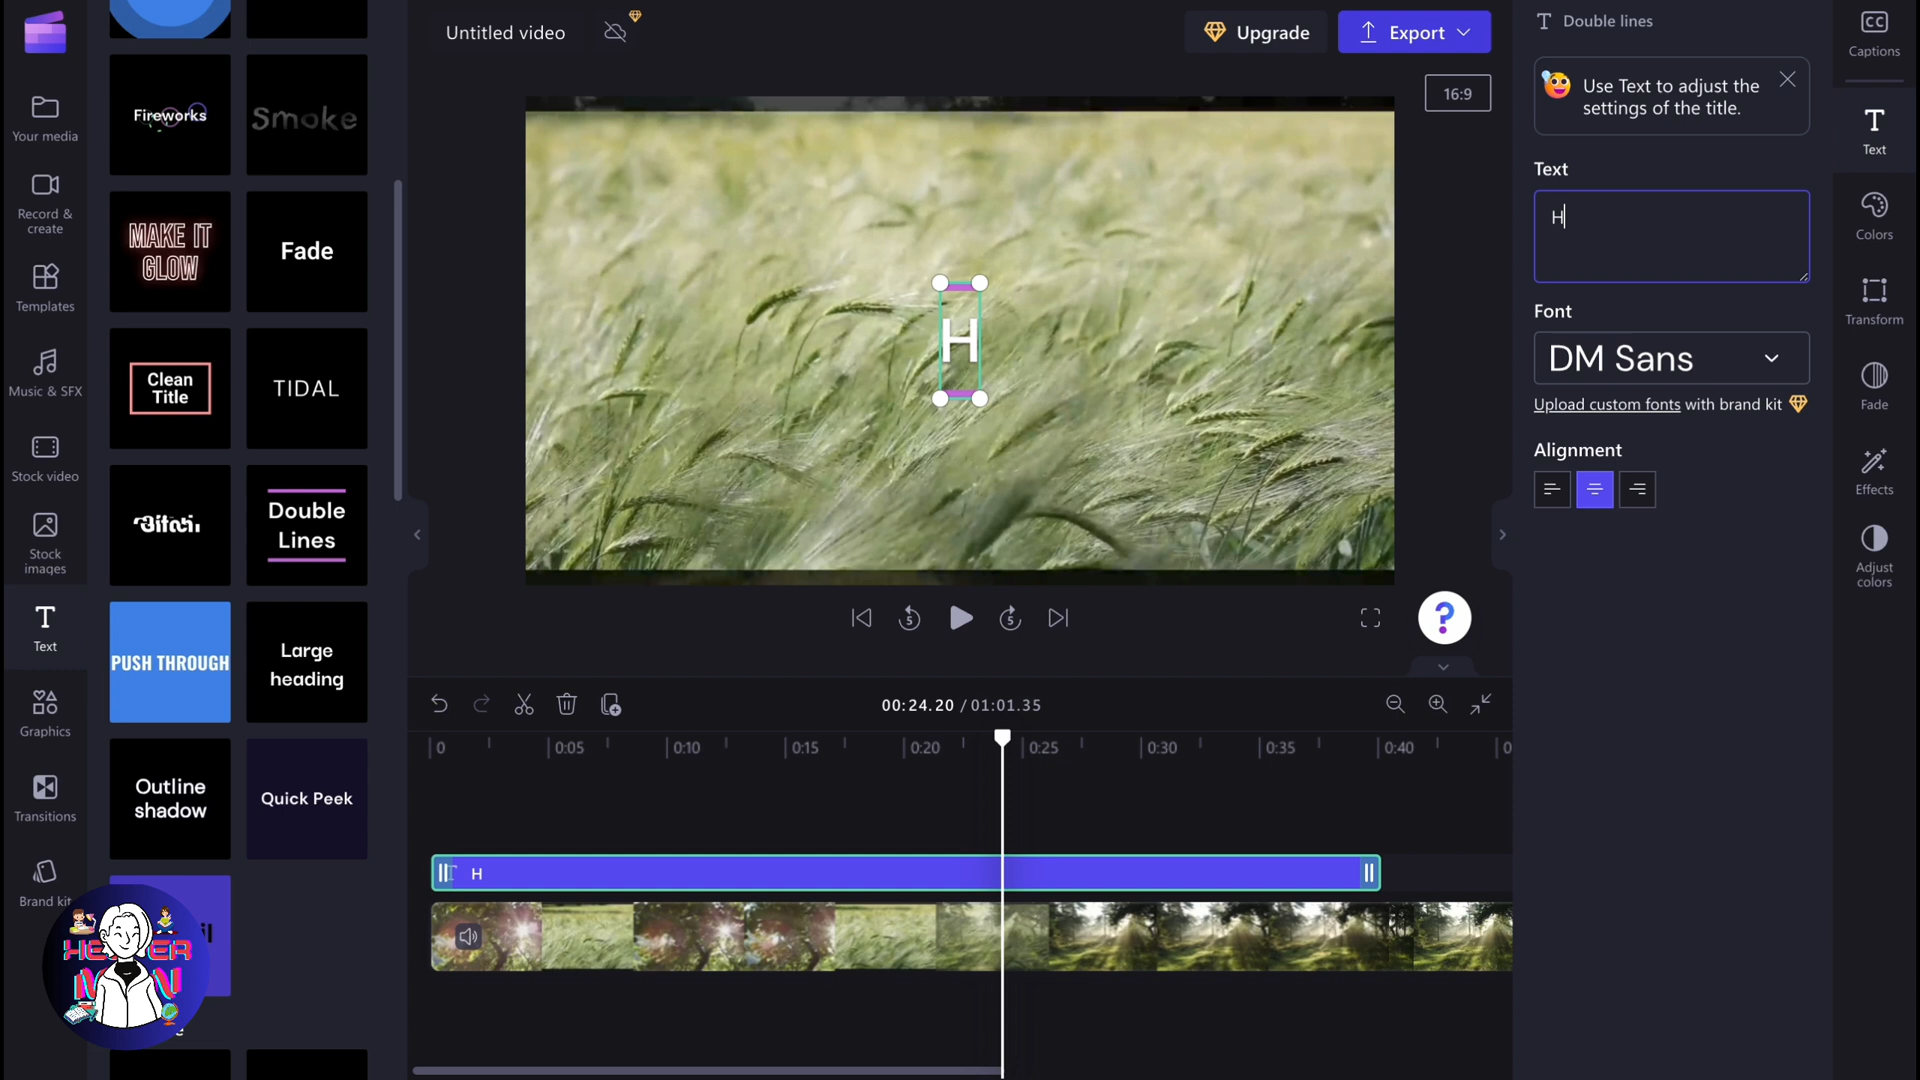 Untitled video
Upgrade
Export
Double lines
CC
Captions
Your media
Record &
create
Templates
Music & SFX
Stock video
Stock
images
T
Text
Graphics
Transitions
Brand kit
Fireworks
Smoke
MAKE IT
GLOW
Fade
Clean
Title
TIDAL
Double
Lines
PUSH THROUGH
Large
heading
Outline
shadow
Quick Peek
16:9
H
5
5
?
00:24.20 / 01:01.35
0
0:05
0:10
0:15
0:20
0:25
0:30
0:35
0:40
0
T H
Use Text to adjust the
settings of the title.
Text
H
Font
DM Sans
Upload custom fonts with brand kit
Alignment
T
Text
Colors
Transform
Fade
Effects
Adjust
colors